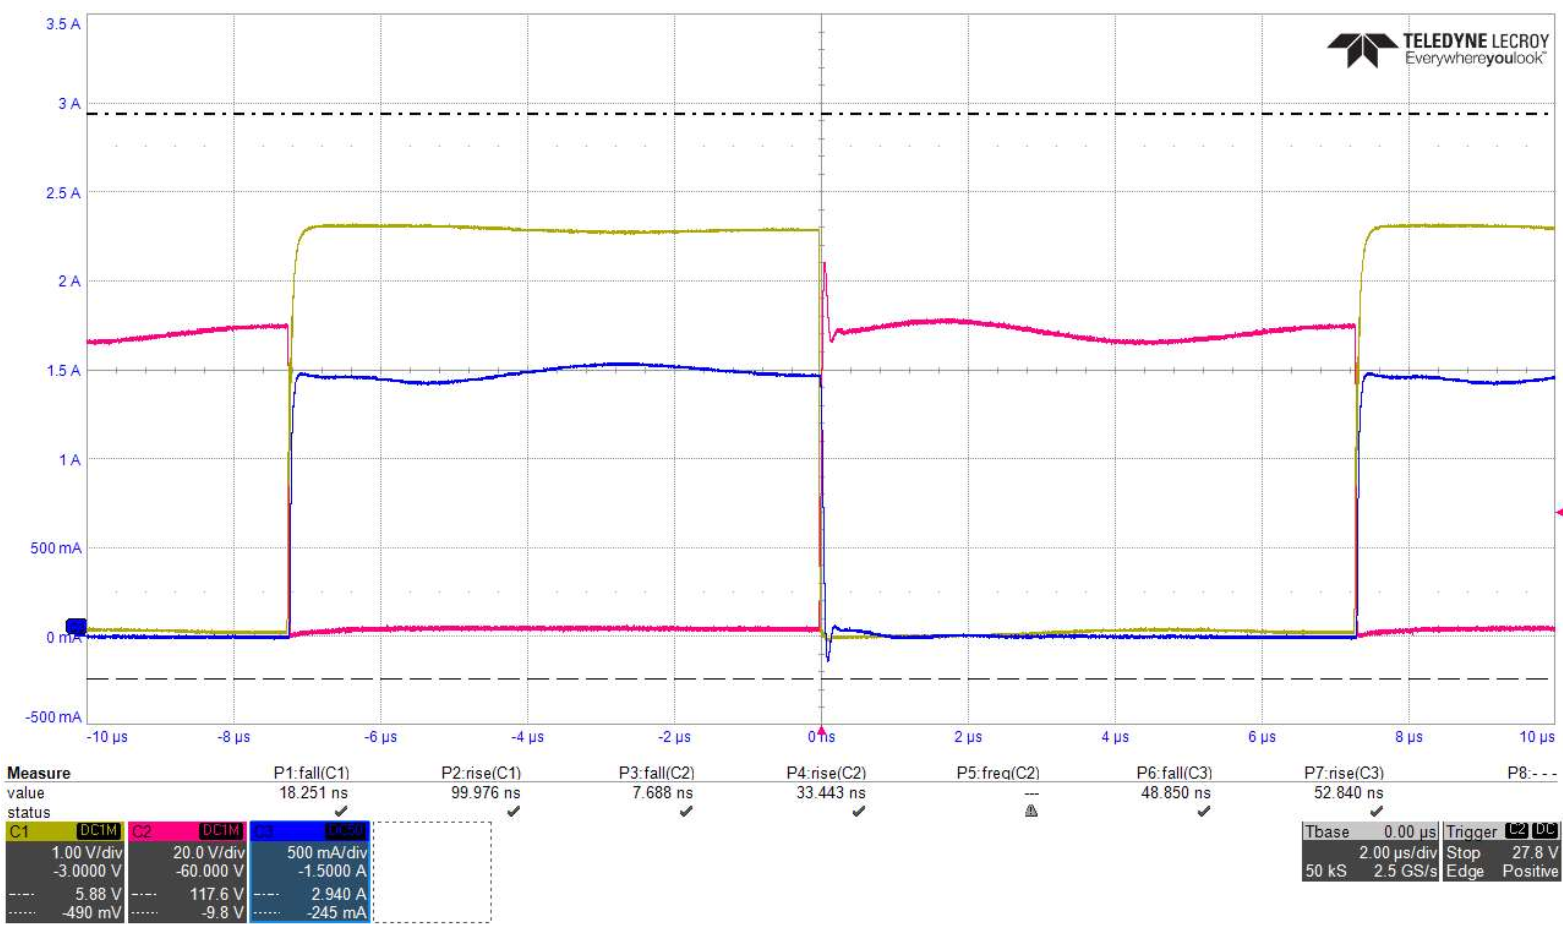 3.5 A
TELEDYNE LECROY
Everywhereyoulook™
3 A
2.5 A
2 A
1.5 A
1 A
500 mA
0 mA
-500 mA
-10 µs -8 µs -6 µs -4 µs -2 µs 0 ns 2 µs 4 µs 6 µs 8 µs 10 µs
Measure P1:fall(C1) P2:rise(C1) P3:fall(C2) P4:rise(C2) P5:freq(C2) P6:fall(C3) P7:rise(C3) P8:- - -
value 18.251 ns 99.976 ns 7.688 ns 33.443 ns --- 48.850 ns 52.840 ns
status
C1 DC1M C2 DC1M C3 Tbase 0.00 µs Trigger C2 DC
1.00 V/div 20.0 V/div 500 mA/div 2.00 µs/div Stop 27.8 V
-3.0000 V -60.000 V -1.5000 A 50 kS 2.5 GS/s Edge Positive
5.88 V 117.6 V 2.940 A
-490 mV -9.8 V -245 mA